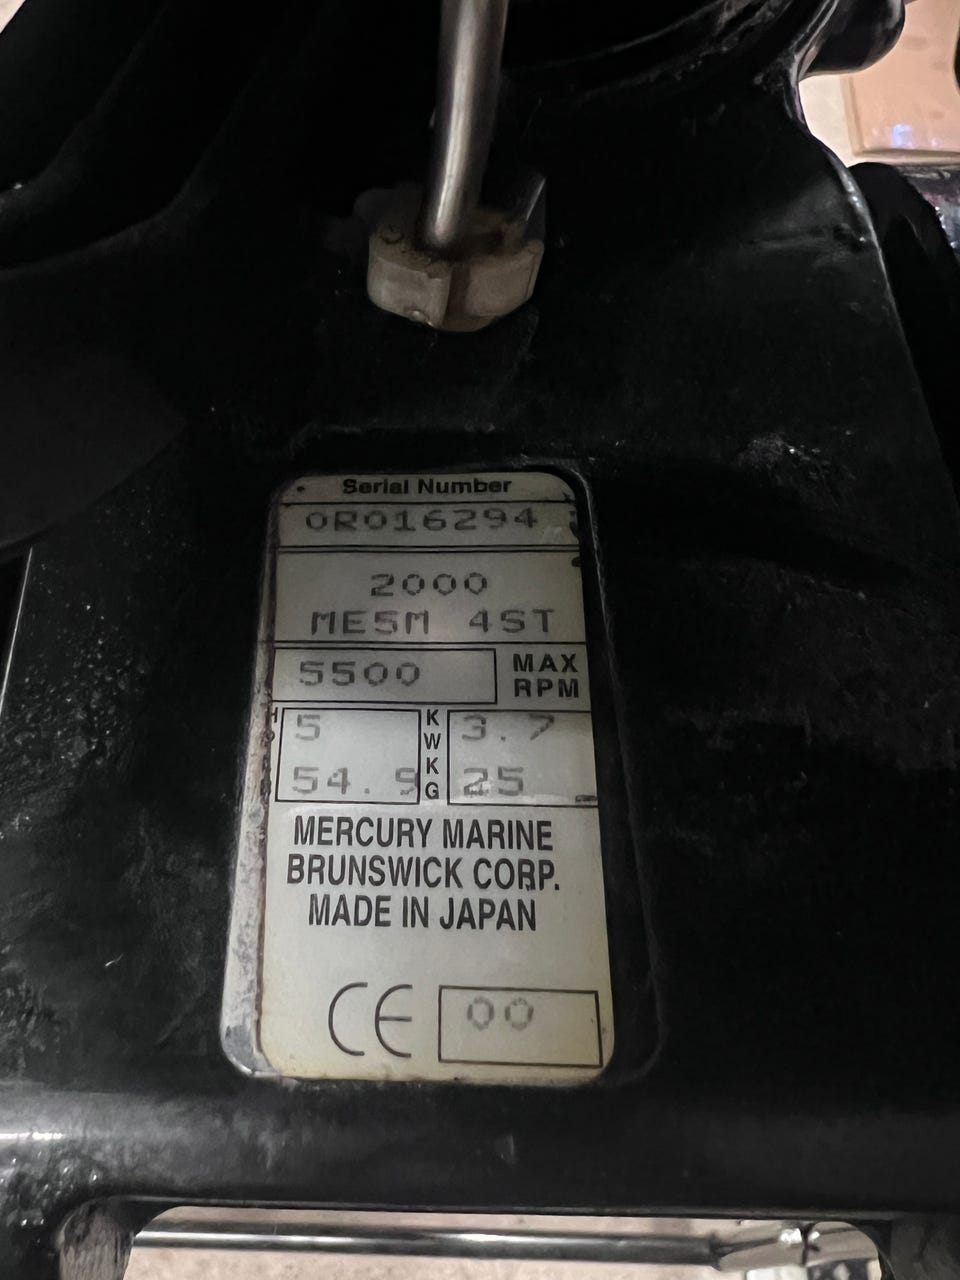 Serial Number
0R016294
2000
ME5M 4ST
5500 MAX RPM
5 KW 3.7
54.9 KG 25
MERCURY MARINE
BRUNSWICK CORP.
MADE IN JAPAN
CE 00